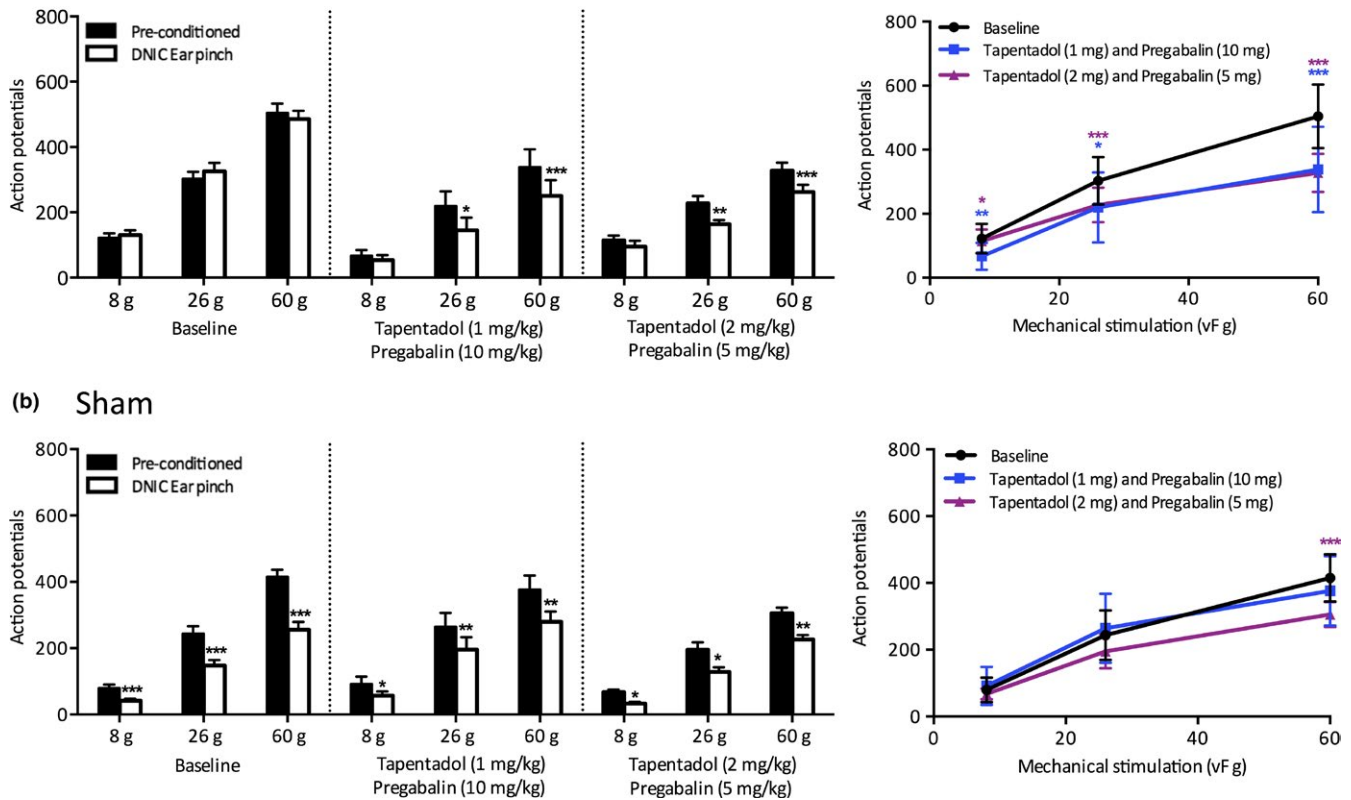 800
Pre-conditioned
DNIC Ear pinch
600
Action potentials
400
200
0
*
***
**
***
8 g 26 g 60 g 8 g 26 g 60 g 8 g 26 g 60 g
Baseline
Tapentadol (1 mg/kg)
Pregabalin (10 mg/kg)
Tapentadol (2 mg/kg)
Pregabalin (5 mg/kg)
800
Baseline
Tapentadol (1 mg) and Pregabalin (10 mg)
Tapentadol (2 mg) and Pregabalin (5 mg)
600
Action potentials
400
200
0
*
**
***
*
***
***
0 20 40 60
Mechanical stimulation (vF g)
(b) Sham
800
Pre-conditioned
DNIC Ear pinch
600
Action potentials
400
200
0
***
***
***
*
**
**
*
*
**
8 g 26 g 60 g 8 g 26 g 60 g 8 g 26 g 60 g
Baseline
Tapentadol (1 mg/kg)
Pregabalin (10 mg/kg)
Tapentadol (2 mg/kg)
Pregabalin (5 mg/kg)
800
Baseline
Tapentadol (1 mg) and Pregabalin (10 mg)
Tapentadol (2 mg) and Pregabalin (5 mg)
600
Action potentials
400
200
0
***
0 20 40 60
Mechanical stimulation (vF g)